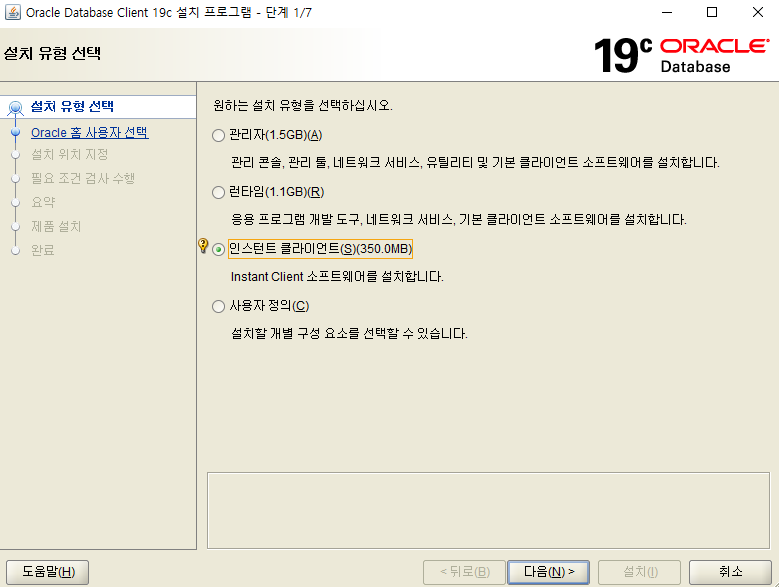 Oracle Database Client 19c 설치 프로그램 - 단계 1/7
설치 유형 선택
19c ORACLE
Database
설치 유형 선택
Oracle 홈 사용자 선택
설치 위치 지정
필요 조건 검사 수행
요약
제품 설치
완료
원하는 설치 유형을 선택하십시오.
관리자(1.5GB)(A)
관리 콘솔, 관리 툴, 네트워크 서비스, 유틸리티 및 기본 클라이언트 소프트웨어를 설치합니다.
런타임(1.1GB)(R)
응용 프로그램 개발 도구, 네트워크 서비스, 기본 클라이언트 소프트웨어를 설치합니다.
인스턴트 클라이언트(S)(350.0MB)
Instant Client 소프트웨어를 설치합니다.
사용자 정의(C)
설치할 개별 구성 요소를 선택할 수 있습니다.
도움말(H) < 뒤로(B) 다음(N) > 설치(I) 취소